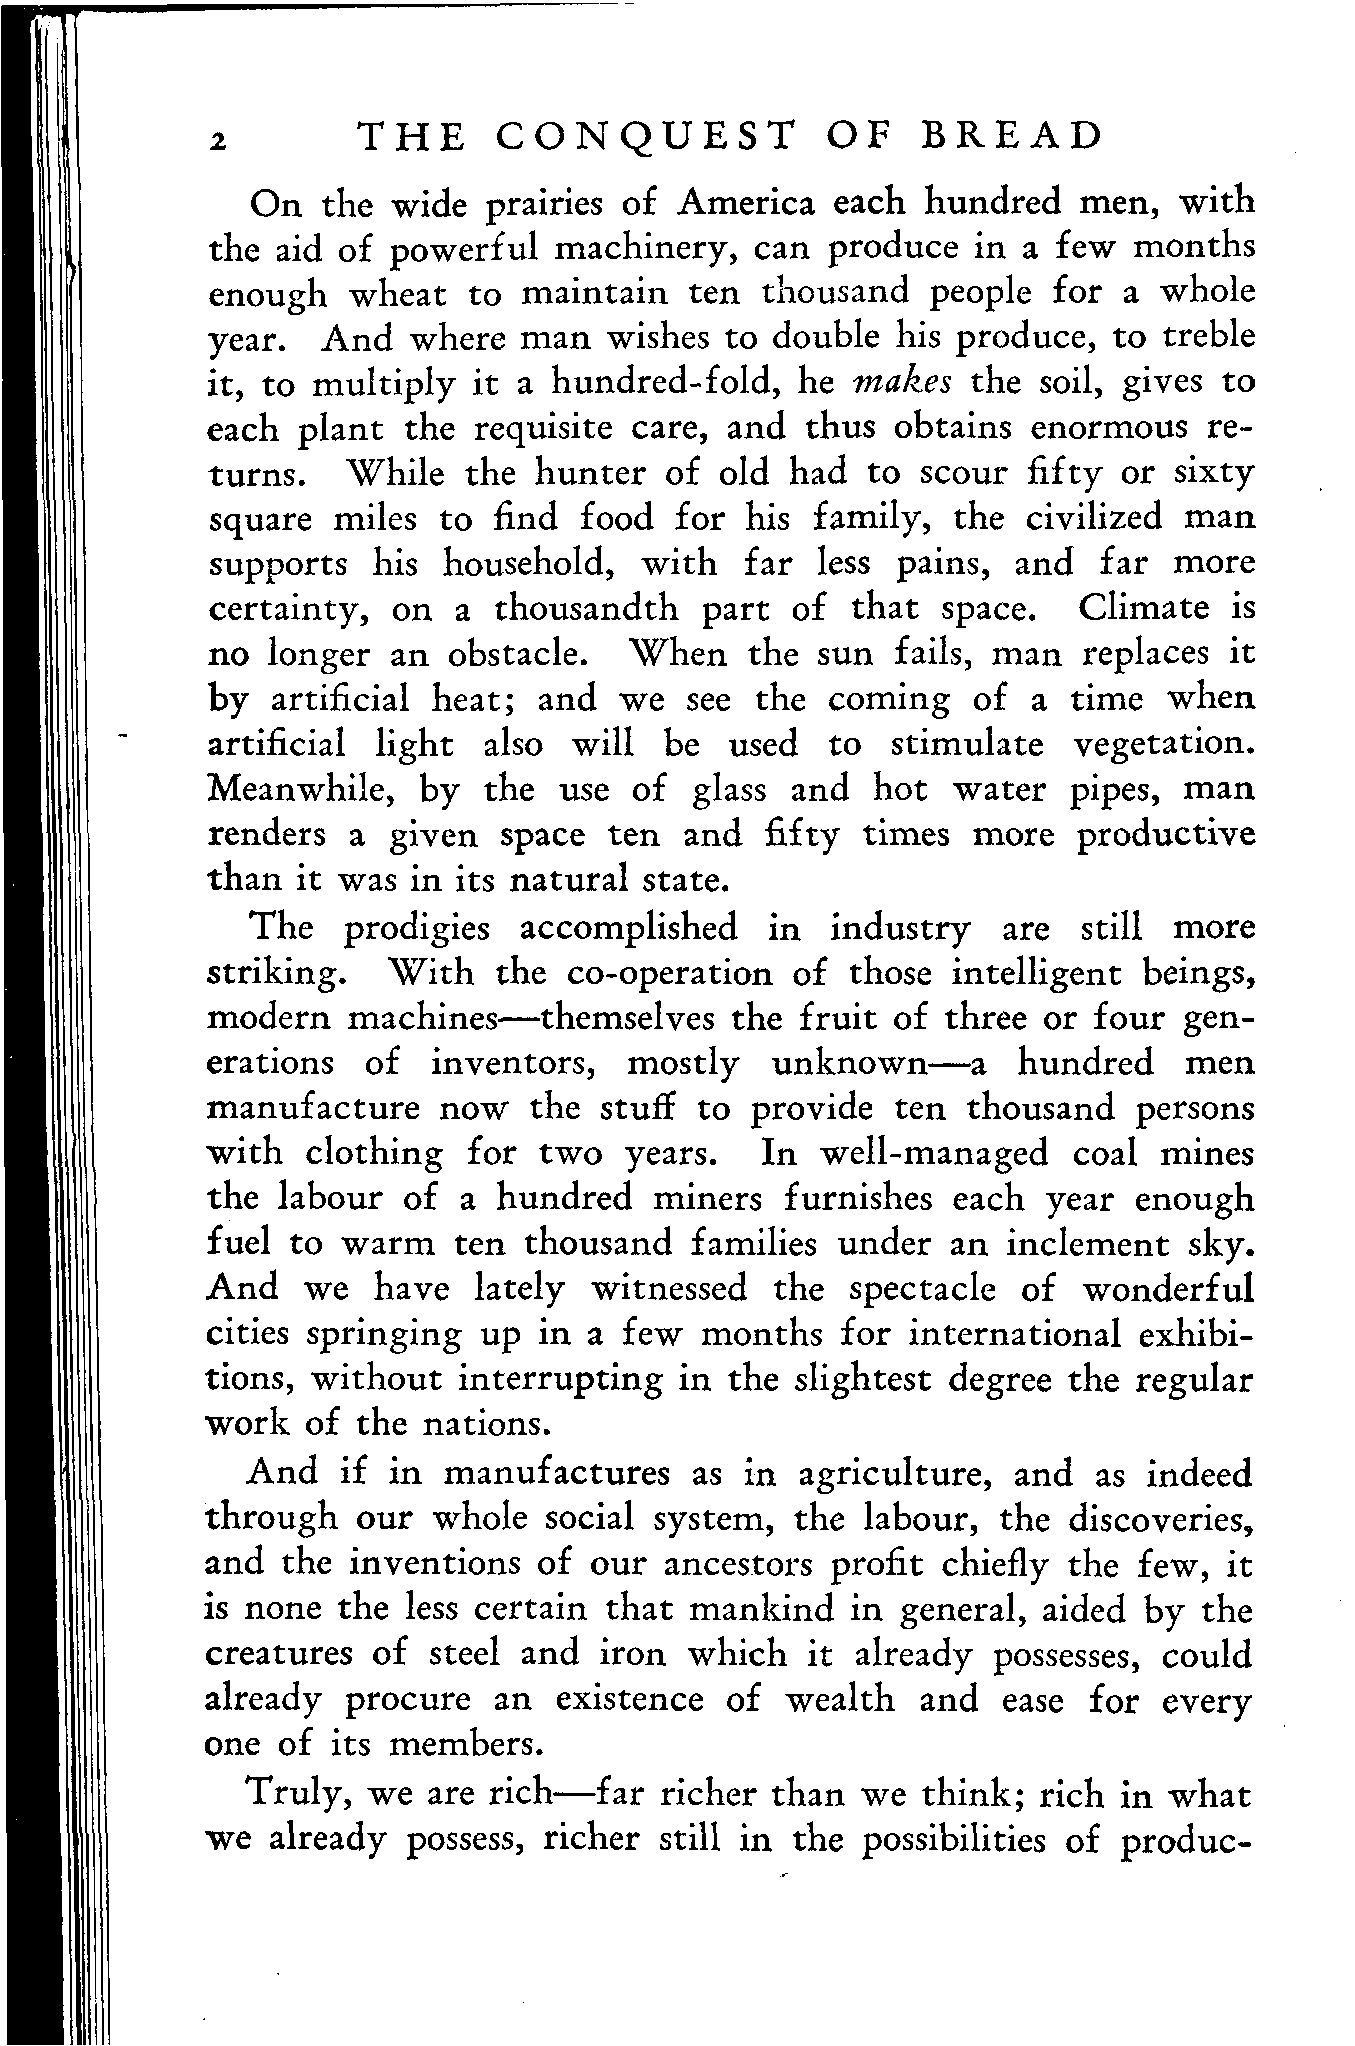 2 THE CONQUEST OF BREAD
On the wide prairies of America each hundred men, with
the aid of powerful machinery, can produce in a few months
enough wheat to maintain ten thousand people for a whole
year. And where man wishes to double his produce, to treble
it, to multiply it a hundred-fold, he makes the soil, gives to
each plant the requisite care, and thus obtains enormous re-
turns. While the hunter of old had to scour fifty or sixty
square miles to find food for his family, the civilized man
supports his household, with far less pains, and far more
certainty, on a thousandth part of that space. Climate is
no longer an obstacle. When the sun fails, man replaces it
by artificial heat; and we see the coming of a time when
artificial light also will be used to stimulate vegetation.
Meanwhile, by the use of glass and hot water pipes, man
renders a given space ten and fifty times more productive
than it was in its natural state.
The prodigies accomplished in industry are still more
striking. With the co-operation of those intelligent beings,
modern machines—themselves the fruit of three or four gen-
erations of inventors, mostly unknown—a hundred men
manufacture now the stuff to provide ten thousand persons
with clothing for two years. In well-managed coal mines
the labour of a hundred miners furnishes each year enough
fuel to warm ten thousand families under an inclement sky.
And we have lately witnessed the spectacle of wonderful
cities springing up in a few months for international exhibi-
tions, without interrupting in the slightest degree the regular
work of the nations.
And if in manufactures as in agriculture, and as indeed
through our whole social system, the labour, the discoveries,
and the inventions of our ancestors profit chiefly the few, it
is none the less certain that mankind in general, aided by the
creatures of steel and iron which it already possesses, could
already procure an existence of wealth and ease for every
one of its members.
Truly, we are rich—far richer than we think; rich in what
we already possess, richer still in the possibilities of produc-